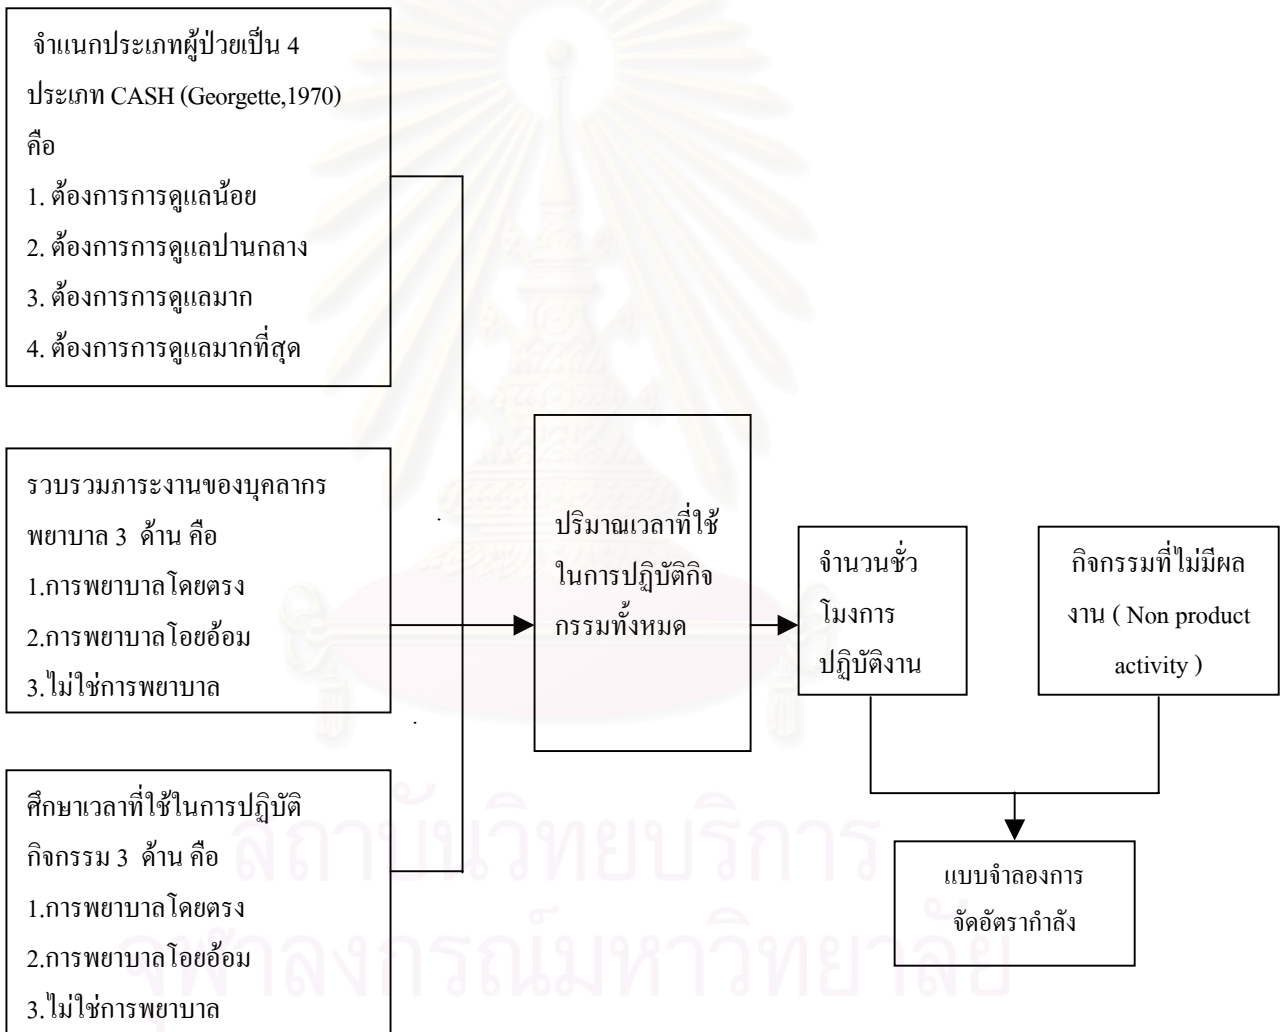 จำแนกประเภทผู้ป่วยเป็น 4
ประเภท CASH (Georgette,1970)
คือ
1. ต้องการการดูแลน้อย
2. ต้องการการดูแลปานกลาง
3. ต้องการการดูแลมาก
4. ต้องการการดูแลมากที่สุด
รวบรวมภาระงานของบุคลากร
พยาบาล 3 ด้าน คือ
1.การพยาบาลโดยตรง
2.การพยาบาลโอยอ้อม
3.ไม่ใช่การพยาบาล
ศึกษาเวลาที่ใช้ในการปฏิบัติ
กิจกรรม 3 ด้าน คือ
1.การพยาบาลโดยตรง
2.การพยาบาลโอยอ้อม
3.ไม่ใช่การพยาบาล
ปริมาณเวลาที่ใช้
ในการปฏิบัติกิจ
กรรมทั้งหมด
จำนวนชั่ว
โมงการ
ปฏิบัติงาน
กิจกรรมที่ไม่มีผล
งาน ( Non product
activity )
แบบจำลองการ
จัดอัตรากำลัง
สถาบันวิทยบริการ
จุฬาลงกรณ์มหาวิทยาลัย